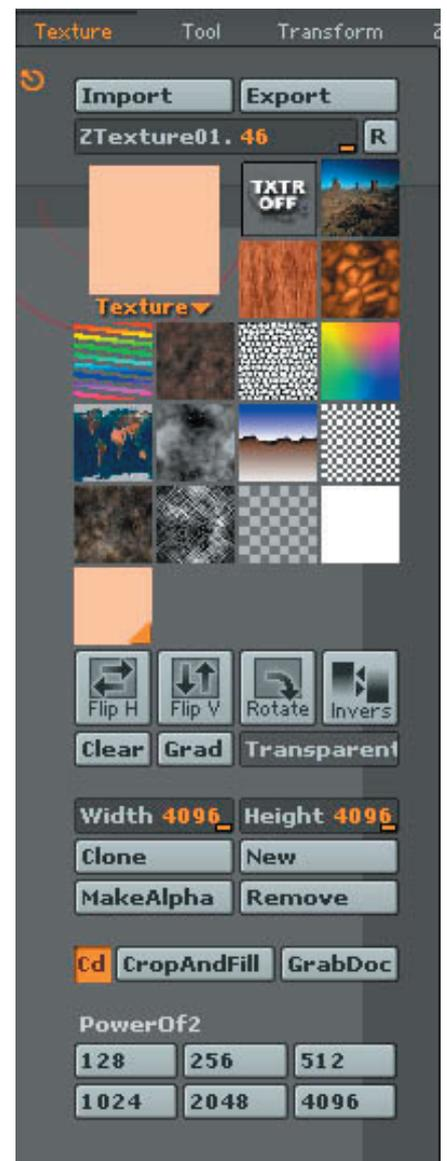 Texture Tool Transform
Import Export
ZTexture01. 46 R
TXTR
OFF
Texture
Flip H Flip V Rotate Invers
Clear Grad Transparent
Width 4096 Height 4096
Clone New
MakeAlpha Remove
Cd CropAndFill GrabDoc
PowerOf2
128 256 512
1024 2048 4096